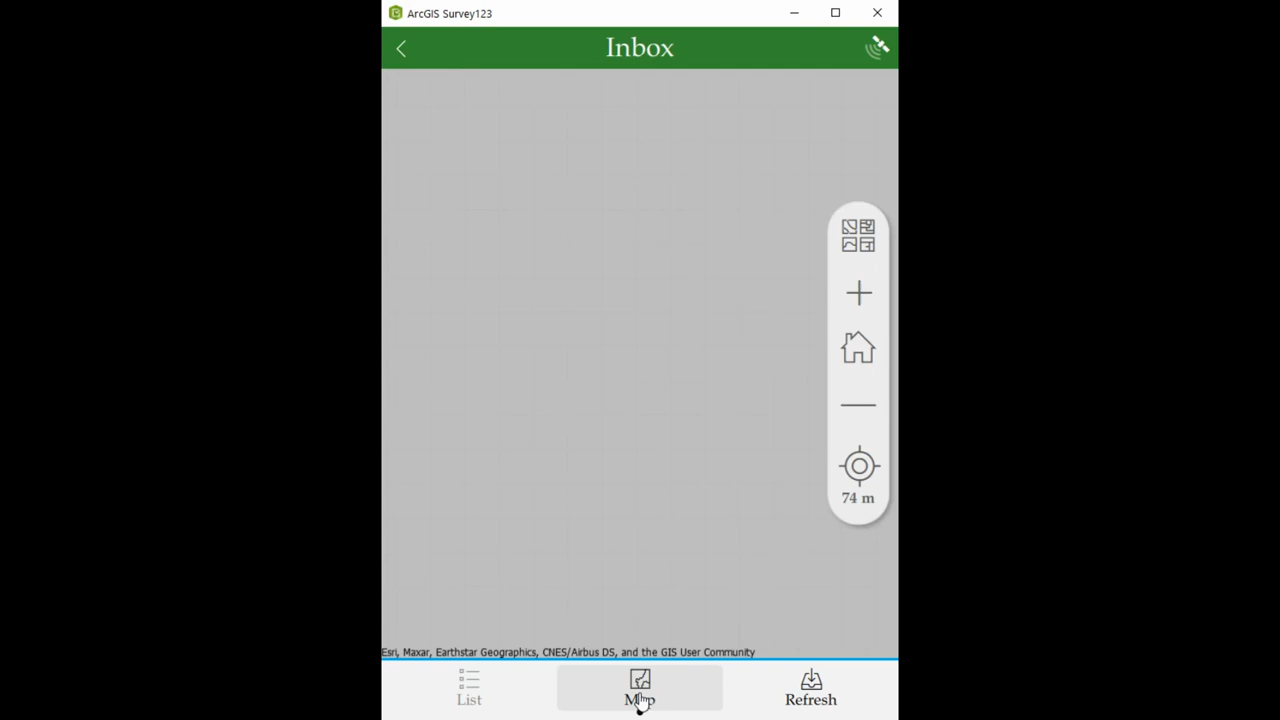 ArcGIS Survey123
Inbox
74 m
Esri, Maxar, Earthstar Geographics, CNES/Airbus DS, and the GIS User Community
List
Map
Refresh